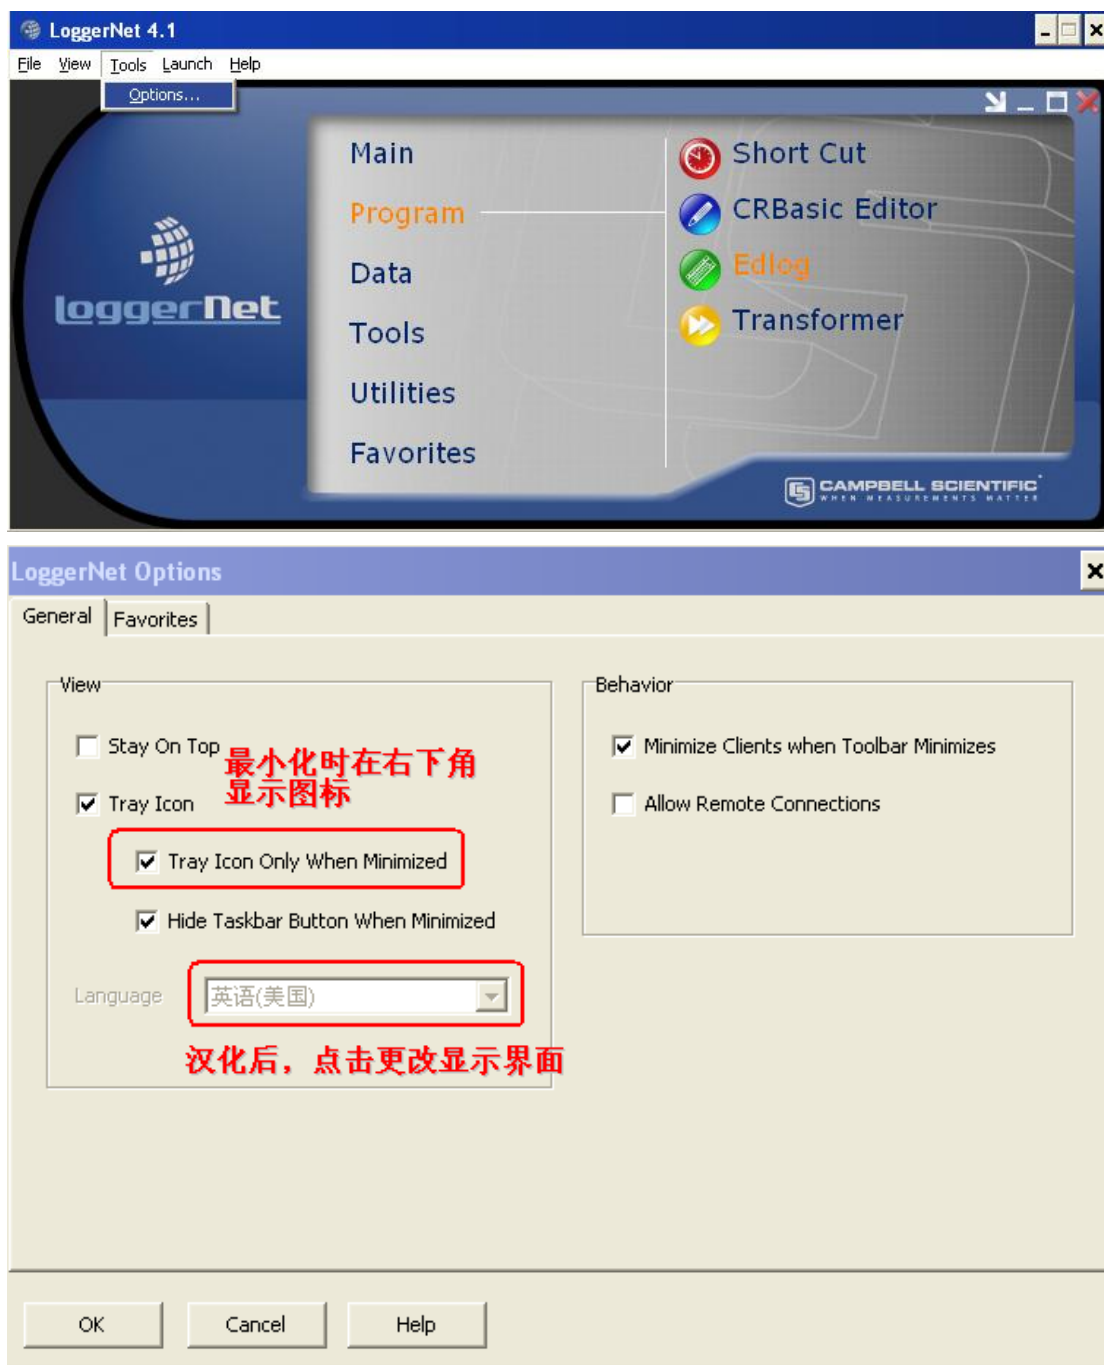 LoggerNet 4.1
File View Tools Launch Help
Options...
Main
Program
Data
Tools
Utilities
Favorites
Short Cut
CRBasic Editor
Edlog
Transformer
LoggerNet
CAMPBELL SCIENTIFIC
WHEN MEASUREMENTS MATTER
LoggerNet Options
General Favorites
View
Stay On Top
最小化时在右下角
显示图标
Tray Icon
Tray Icon Only When Minimized
Hide Taskbar Button When Minimized
Language 英语(美国)
汉化后，点击更改显示界面
Behavior
Minimize Clients when Toolbar Minimizes
Allow Remote Connections
OK Cancel Help